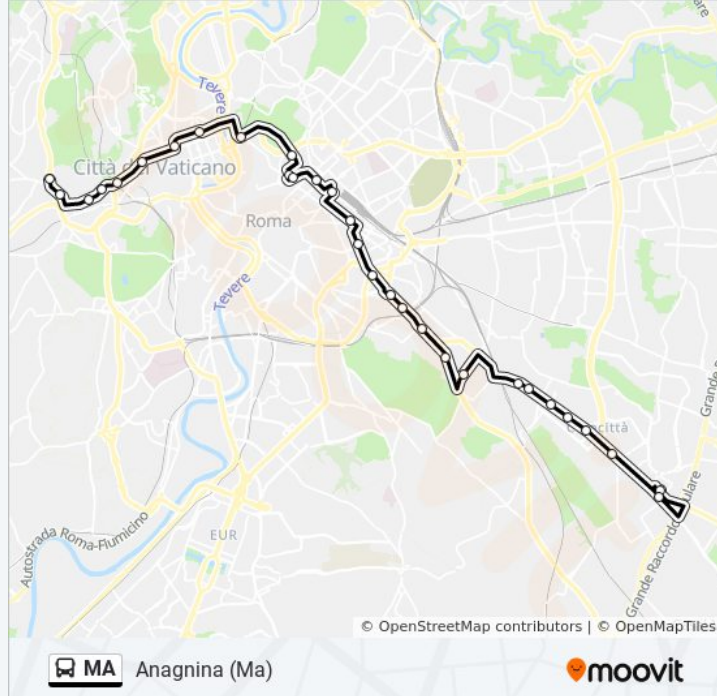 Tevere
Città del Vaticano
Roma
Tevere
Cinecittà
Grande Raccordo Anulare
EUR
Autostrada Roma-Fiumicino
© OpenStreetMap contributors | © OpenMapTiles
MA Anagnina (Ma)
moovit